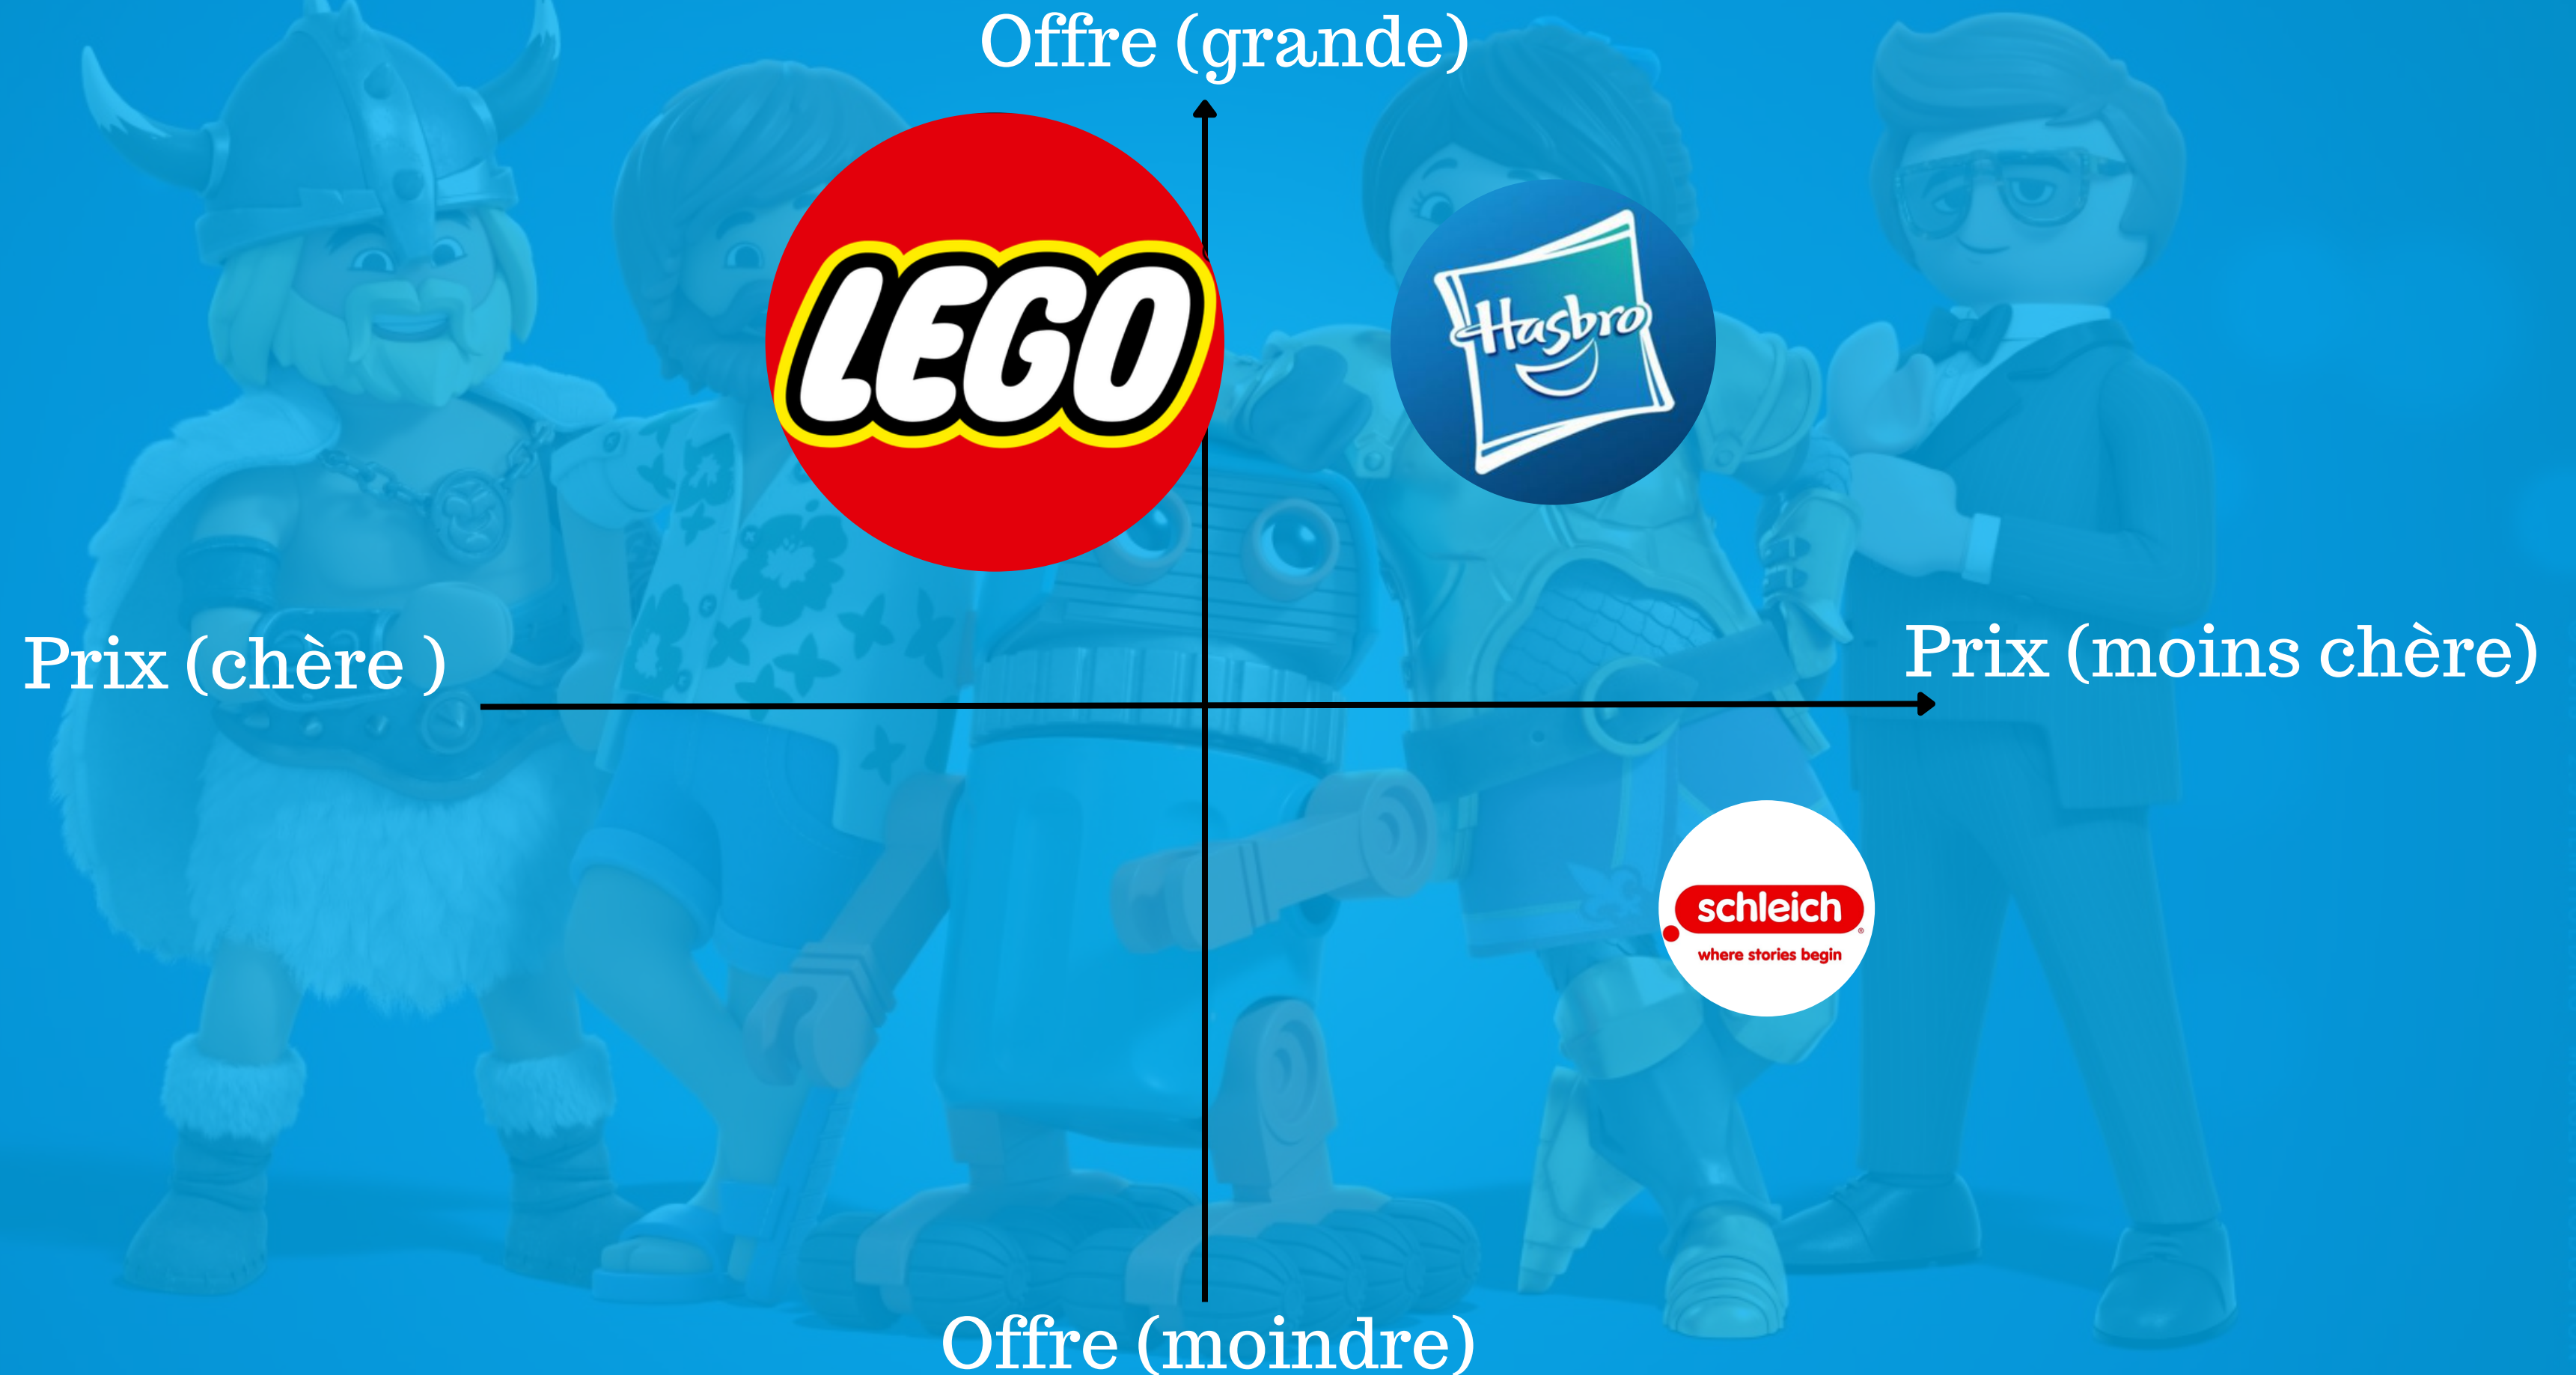 Offre (grande)
LEGO
Hasbro
Prix (chère )
Prix (moins chère)
schleich
®
where stories begin
Offre (moindre)